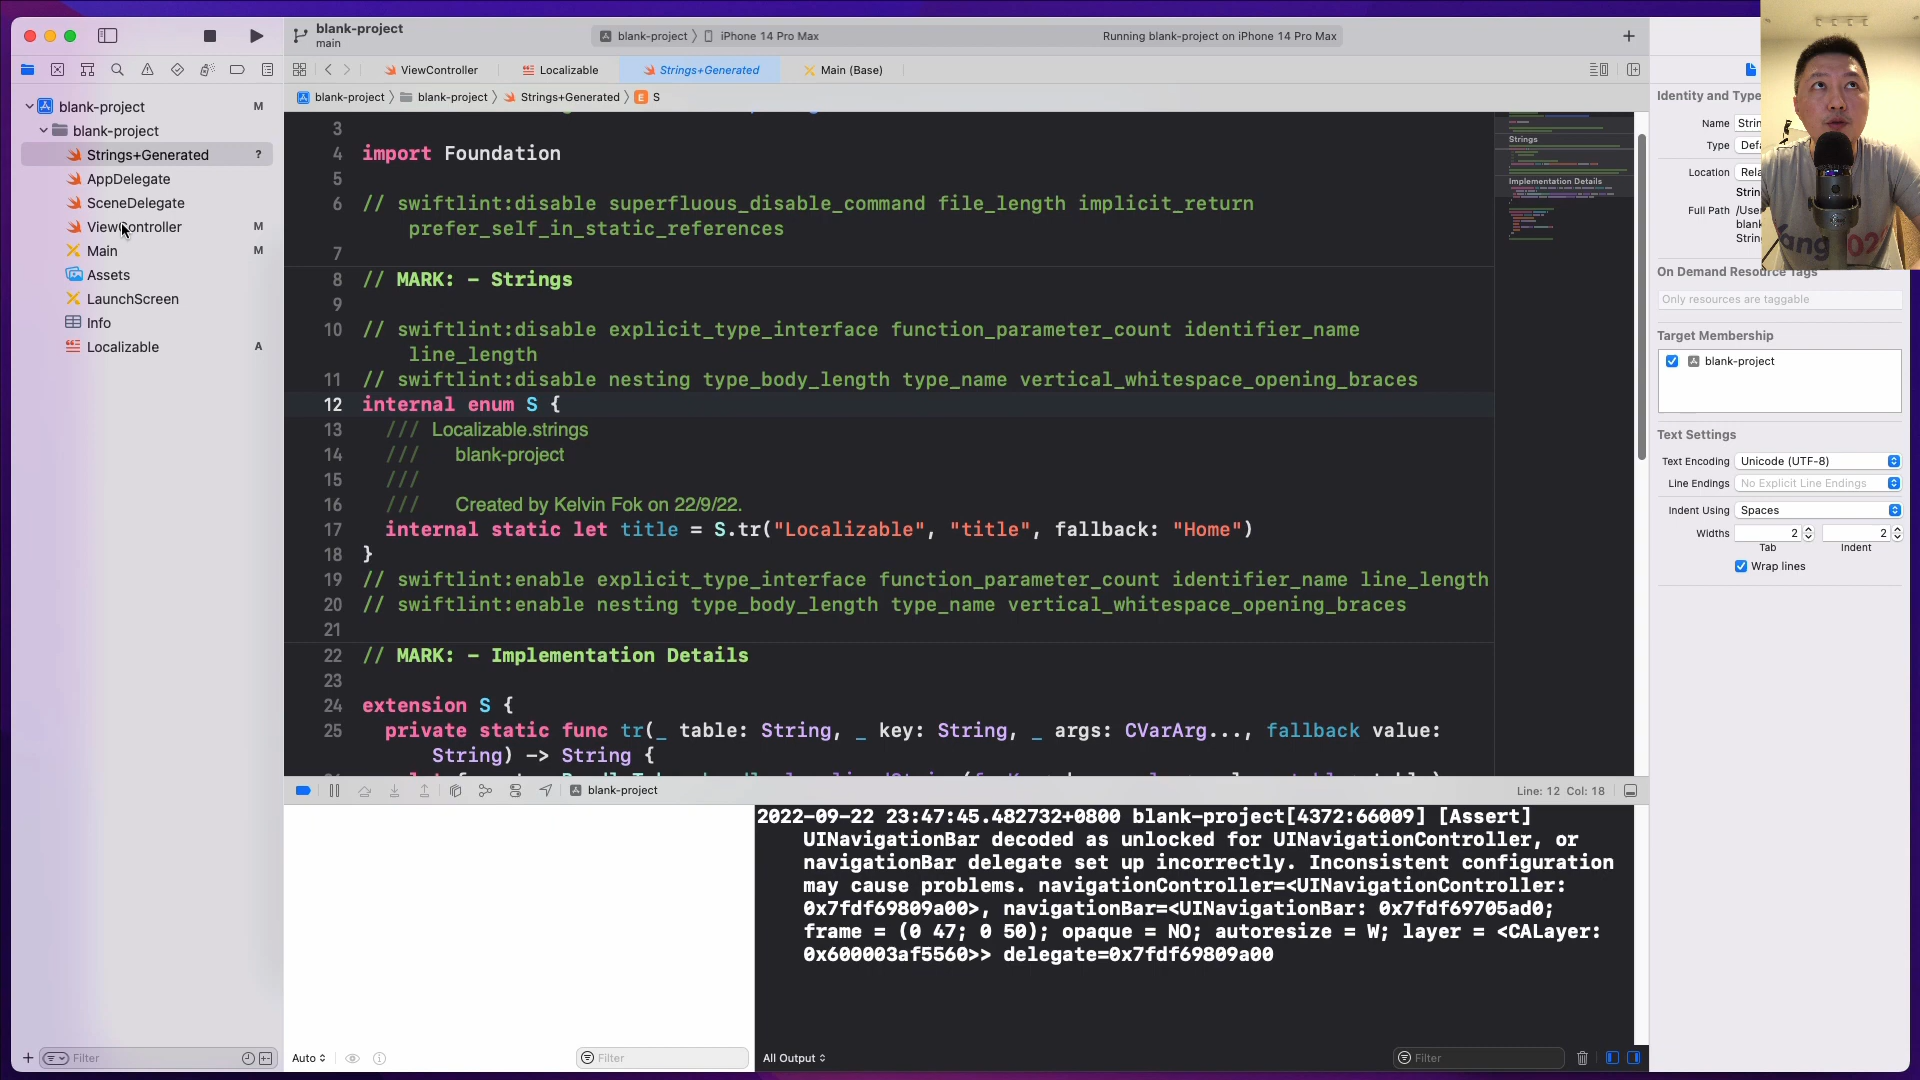 blank-project
main
blank-project
iPhone 14 Pro Max
Running blank-project on iPhone 14 Pro Max
ViewController
Localizable
Strings+Generated
Main (Base)
blank-project
blank-project
Strings+Generated
S
blank-project
M
blank-project
Strings+Generated
?
AppDelegate
SceneDelegate
ViewController
M
Main
M
Assets
LaunchScreen
Info
Localizable
A
Filter
3
4 import Foundation
5
6 // swiftlint:disable superfluous_disable_command file_length implicit_return
prefer_self_in_static_references
7
8 // MARK: - Strings
9
10 // swiftlint:disable explicit_type_interface function_parameter_count identifier_name
line_length
11 // swiftlint:disable nesting type_body_length type_name vertical_whitespace_opening_braces
12 internal enum S {
13 /// Localizable.strings
14 /// blank-project
15 ///
16 /// Created by Kelvin Fok on 22/9/22.
17 internal static let title = S.tr("Localizable", "title", fallback: "Home")
18 }
19 // swiftlint:enable explicit_type_interface function_parameter_count identifier_name line_length
20 // swiftlint:enable nesting type_body_length type_name vertical_whitespace_opening_braces
21
22 // MARK: - Implementation Details
23
24 extension S {
25 private static func tr(_ table: String, _ key: String, _ args: CVarArg..., fallback value:
String) -> String {
Strings
Implementation Details
blank-project
Line: 12 Col: 18
2022-09-22 23:47:45.482732+0800 blank-project[4372:66009] [Assert]
UINavigationBar decoded as unlocked for UINavigationController, or
navigationBar delegate set up incorrectly. Inconsistent configuration
may cause problems. navigationController=<UINavigationController:
0x7fdf69809a00>, navigationBar=<UINavigationBar: 0x7fdf69705ad0;
frame = (0 47; 0 50); opaque = NO; autoresize = W; layer = <CALayer:
0x600003af5560>> delegate=0x7fdf69809a00
Auto
Filter
All Output
Filter
Identity and Type
Name
Type
Location
Full Path
/User
blank
On Demand Resource Tags
Only resources are taggable
Target Membership
blank-project
Text Settings
Text Encoding
Unicode (UTF-8)
Line Endings
No Explicit Line Endings
Indent Using
Spaces
Widths
2
2
Tab
Indent
Wrap lines